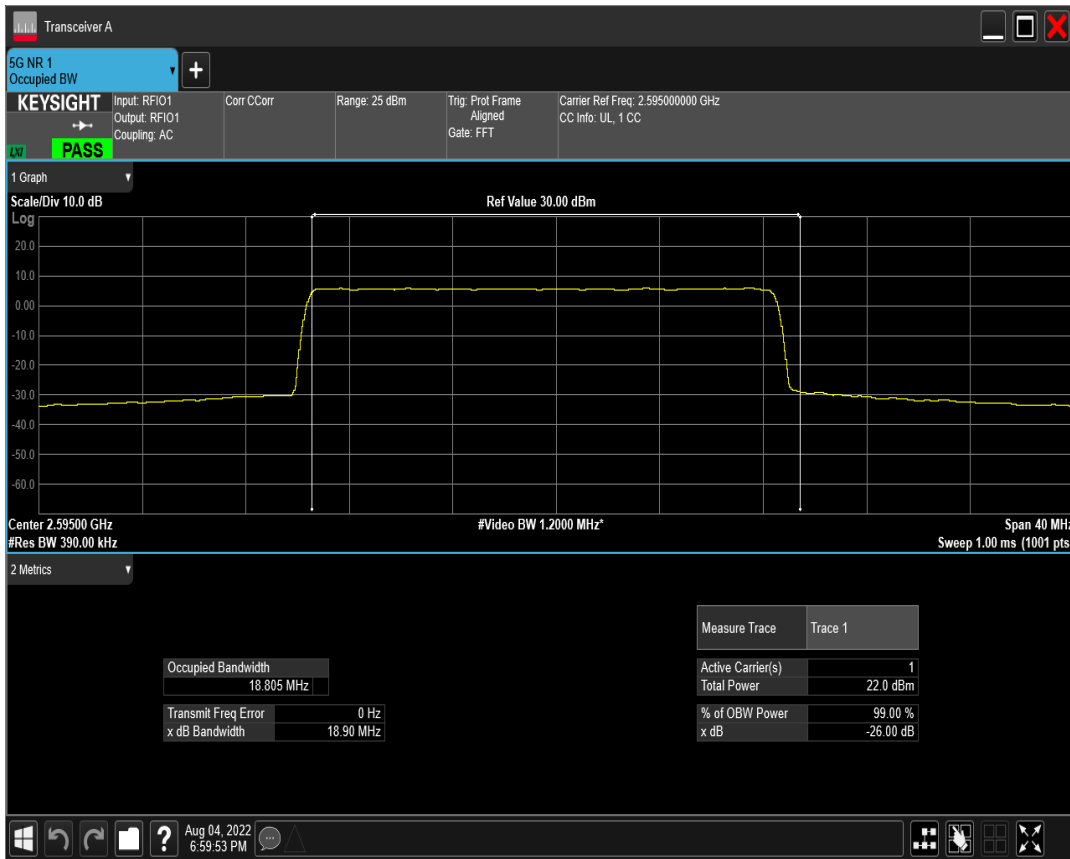 Transceiver A
5G NR 1
Occupied BW
KEYSIGHT
LXI
PASS
Input: RFIO1
Output: RFIO1
Coupling: AC
Corr CCorr
Range: 25 dBm
Trig: Prot Frame
Aligned
Gate: FFT
Carrier Ref Freq: 2.595000000 GHz
CC Info: UL, 1 CC
1 Graph
Scale/Div 10.0 dB
Ref Value 30.00 dBm
Log
20.0
10.0
0.00
-10.0
-20.0
-30.0
-40.0
-50.0
-60.0
Center 2.59500 GHz
#Video BW 1.2000 MHz*
Span 40 MHz
#Res BW 390.00 kHz
Sweep 1.00 ms (1001 pts
2 Metrics
Measure Trace Trace 1
Occupied Bandwidth
18.805 MHz
Active Carrier(s) 1
Total Power 22.0 dBm
Transmit Freq Error 0 Hz
x dB Bandwidth 18.90 MHz
% of OBW Power 99.00 %
x dB -26.00 dB
Aug 04, 2022
6:59:53 PM